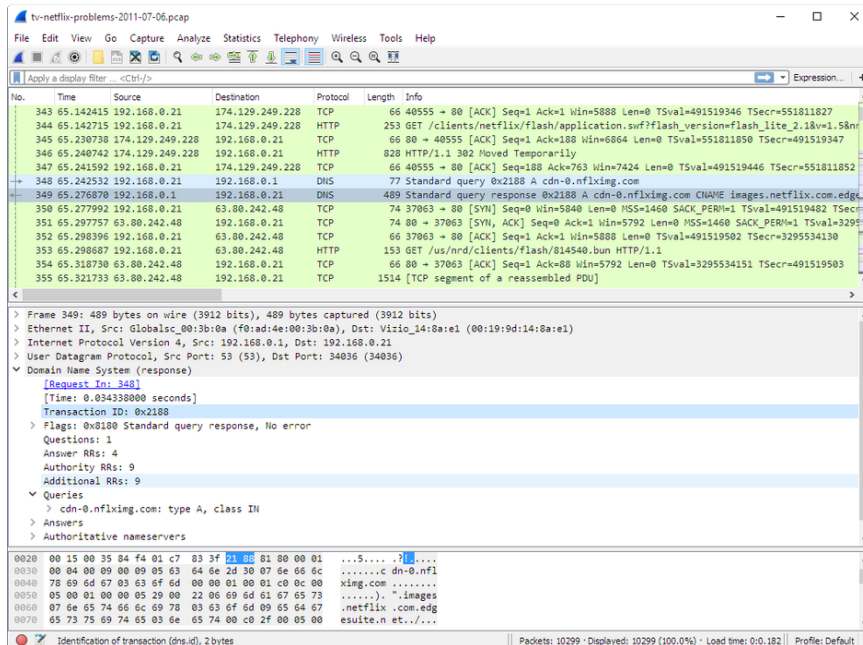 tv-netflix-problems-2011-07-06.pcap
File Edit View Go Capture Analyze Statistics Telephony Wireless Tools Help
Apply a display filter ... <Ctrl-/>
Expression...
No. Time Source Destination Protocol Length Info
343 65.142415 192.168.0.21 174.129.249.228 TCP 66 40555 → 80 [ACK] Seq=1 Ack=1 Win=5888 Len=0 TSval=491519346 TSecr=551811827
344 65.142715 192.168.0.21 174.129.249.228 HTTP 253 GET /clients/netflix/flash/application.swf?flash_version=flash_lite_2.1&v=1.5&nr
345 65.230738 174.129.249.228 192.168.0.21 TCP 66 80 → 40555 [ACK] Seq=1 Ack=188 Win=6864 Len=0 TSval=551811850 TSecr=491519347
346 65.240742 174.129.249.228 192.168.0.21 HTTP 828 HTTP/1.1 302 Moved Temporarily
347 65.241592 192.168.0.21 174.129.249.228 TCP 66 40555 → 80 [ACK] Seq=188 Ack=763 Win=7424 Len=0 TSval=491519446 TSecr=551811852
348 65.242532 192.168.0.21 192.168.0.1 DNS 77 Standard query 0x2188 A cdn-0.nflximg.com
349 65.276870 192.168.0.1 192.168.0.21 DNS 489 Standard query response 0x2188 A cdn-0.nflximg.com CNAME images.netflix.com.edge
350 65.277992 192.168.0.21 63.80.242.48 TCP 74 37063 → 80 [SYN] Seq=0 Win=5840 Len=0 MSS=1460 SACK_PERM=1 TSval=491519482 TSecr
351 65.297757 63.80.242.48 192.168.0.21 TCP 74 80 → 37063 [SYN, ACK] Seq=0 Ack=1 Win=5792 Len=0 MSS=1460 SACK_PERM=1 TSval=3295
352 65.298396 192.168.0.21 63.80.242.48 TCP 66 37063 → 80 [ACK] Seq=1 Ack=1 Win=5888 Len=0 TSval=491519502 TSecr=3295534130
353 65.298687 192.168.0.21 63.80.242.48 HTTP 153 GET /us/nrd/clients/flash/814540.bun HTTP/1.1
354 65.318730 63.80.242.48 192.168.0.21 TCP 66 80 → 37063 [ACK] Seq=1 Ack=88 Win=5792 Len=0 TSval=3295534151 TSecr=491519503
355 65.321733 63.80.242.48 192.168.0.21 TCP 1514 [TCP segment of a reassembled PDU]
Frame 349: 489 bytes on wire (3912 bits), 489 bytes captured (3912 bits)
Ethernet II, Src: Globalsc_00:3b:0a (f0:ad:4e:00:3b:0a), Dst: Vizio_14:8a:e1 (00:19:9d:14:8a:e1)
Internet Protocol Version 4, Src: 192.168.0.1, Dst: 192.168.0.21
User Datagram Protocol, Src Port: 53 (53), Dst Port: 34036 (34036)
Domain Name System (response)
[Request In: 348]
[Time: 0.034338000 seconds]
Transaction ID: 0x2188
Flags: 0x8180 Standard query response, No error
Questions: 1
Answer RRs: 4
Authority RRs: 9
Additional RRs: 9
Queries
cdn-0.nflximg.com: type A, class IN
Answers
Authoritative nameservers
0020 00 15 00 35 84 f4 01 c7 83 3f 21 88 81 80 00 01 ...5.... .?!.....
0030 00 04 00 09 00 09 05 63 64 6e 2d 30 07 6e 66 6c .......c dn-0.nfl
0040 78 69 6d 67 03 63 6f 6d 00 00 01 00 01 c0 0c 00 ximg.com ........
0050 05 00 01 00 00 05 29 00 22 06 69 6d 61 67 65 73 ......). ".images
0060 07 6e 65 74 66 6c 69 78 03 63 6f 6d 09 65 64 67 .netflix .com.edg
0070 65 73 75 69 74 65 03 6e 65 74 00 c0 2f 00 05 00 esuite.n et../...
Identification of transaction (dns.id), 2 bytes
Packets: 10299 · Displayed: 10299 (100.0%) · Load time: 0:0.182
Profile: Default